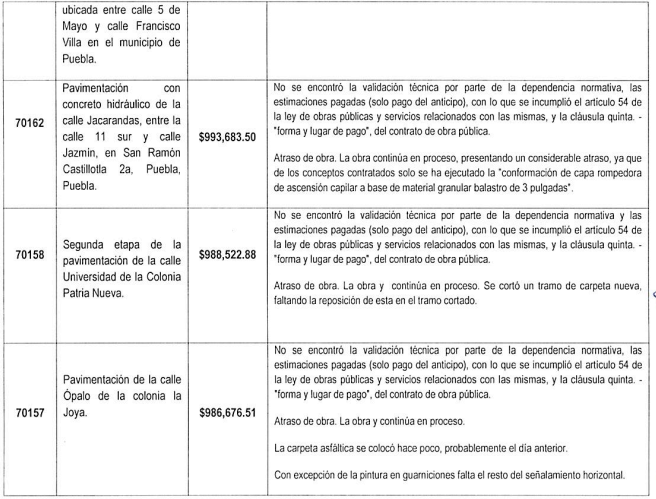 ubicada entre calle 5 de
Mayo y calle Francisco
Villa en el municipio de
Puebla.
70162
Pavimentación con
concreto hidráulico de la
calle Jacarandas, entre la
calle 11 sur y calle
Jazmín, en San Ramón
Castillotla 2a, Puebla,
Puebla.
$993,683.50
No se encontró la validación técnica por parte de la dependencia normativa, las
estimaciones pagadas (solo pago del anticipo), con lo que se incumplió el artículo 54 de
la ley de obras públicas y servicios relacionados con las mismas, y la cláusula quinta. -
"forma y lugar de pago", del contrato de obra pública.
Atraso de obra. La obra continúa en proceso, presentando un considerable atraso, ya que
de los conceptos contratados solo se ha ejecutado la "conformación de capa rompedora
de ascensión capilar a base de material granular balastro de 3 pulgadas".
70158
Segunda etapa de la
pavimentación de la calle
Universidad de la Colonia
Patria Nueva.
$988,522.88
No se encontró la validación técnica por parte de la dependencia normativa y las
estimaciones pagadas (solo pago del anticipo), con lo que se incumplió el artículo 54 de
la ley de obras públicas y servicios relacionados con las mismas, y la cláusula quinta. -
"forma y lugar de pago", del contrato de obra pública.
Atraso de obra. La obra y continúa en proceso. Se cortó un tramo de carpeta nueva,
faltando la reposición de esta en el tramo cortado.
70157
Pavimentación de la calle
Ópalo de la colonia la
Joya.
$986,676.51
No se encontró la validación técnica por parte de la dependencia normativa, las
estimaciones pagadas (solo pago del anticipo), con lo que se incumplió el artículo 54 de
la ley de obras públicas y servicios relacionados con las mismas, y la cláusula quinta. -
"forma y lugar de pago", del contrato de obra pública.
Atraso de obra. La obra y continúa en proceso.
La carpeta asfáltica se colocó hace poco, probablemente el día anterior.
Con excepción de la pintura en guarniciones falta el resto del señalamiento horizontal.